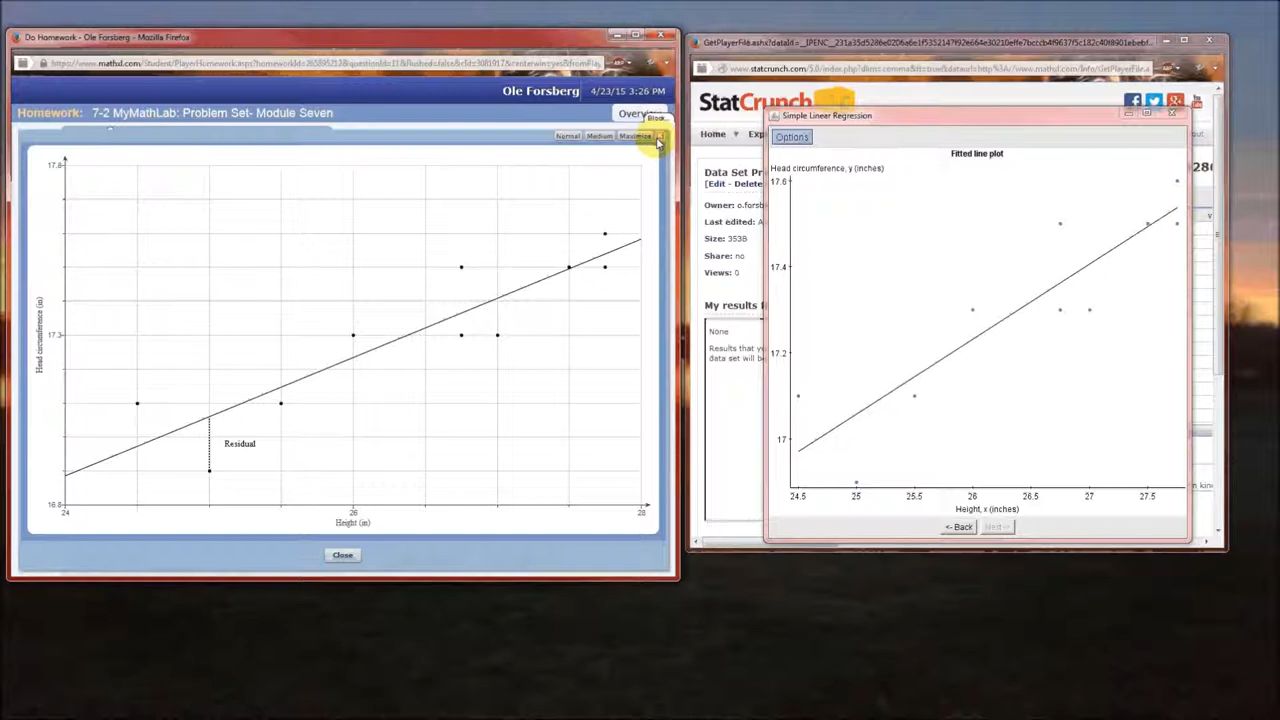 Do Homework - Ole Forsberg - Mozilla Firefox
Ole Forsberg 4/23/15 3:26 PM
Homework: 7-2 MyMathLab: Problem Set- Module Seven
Normal Medium Maximize
17.8
Head circumference (in)
17.3
Residual
16.8
24 26 28
Height (in)
Close
StatCrunch
Home Exp
Data Set Pr
[Edit - Delete
Owner: o.forsb
Last edited: A
Size: 353B
Share: no
Views: 0
My results f
None
Results that yo
data set will b
Simple Linear Regression
Options
Fitted line plot
Head circumference, y (inches)
17.6
17.4
17.2
17
24.5 25 25.5 26 26.5 27 27.5
Height, x (inches)
<- Back Next->